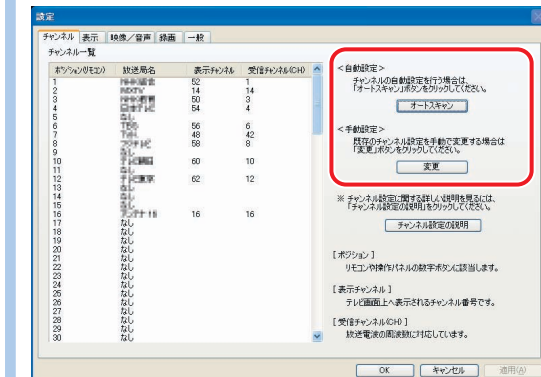 設定
チャンネル 表示 映像/音声 録画 一般
チャンネル一覧
ポジション(リモコン) 放送局名 表示チャンネル 受信チャンネル(CH)
1 52 1
2 14 14
3 50 3
4 54 4
5 なし
6 56 6
7 48 42
8 58 8
9 なし
10 60 10
11 なし
12 62 12
13 なし
14 なし
15 なし
16 16 16
17 なし
18 なし
19 なし
20 なし
21 なし
22 なし
23 なし
24 なし
25 なし
26 なし
27 なし
28 なし
29 なし
30 なし
<自動設定>
チャンネルの自動設定を行う場合は、
「オートスキャン」ボタンをクリックしてください。
オートスキャン
<手動設定>
既存のチャンネル設定を手動で変更する場合は
「変更」ボタンをクリックしてください。
変更
※ チャンネル設定に関する詳しい説明を見るには、
「チャンネル設定の説明」をクリックしてください。
チャンネル設定の説明
[ ポジション ]
リモコンや操作パネルの数字ボタンに該当します。
[ 表示チャンネル ]
テレビ画面上へ表示されるチャンネル番号です。
[ 受信チャンネル(CH) ]
放送電波の周波数に対応しています。
OK キャンセル 適用(A)